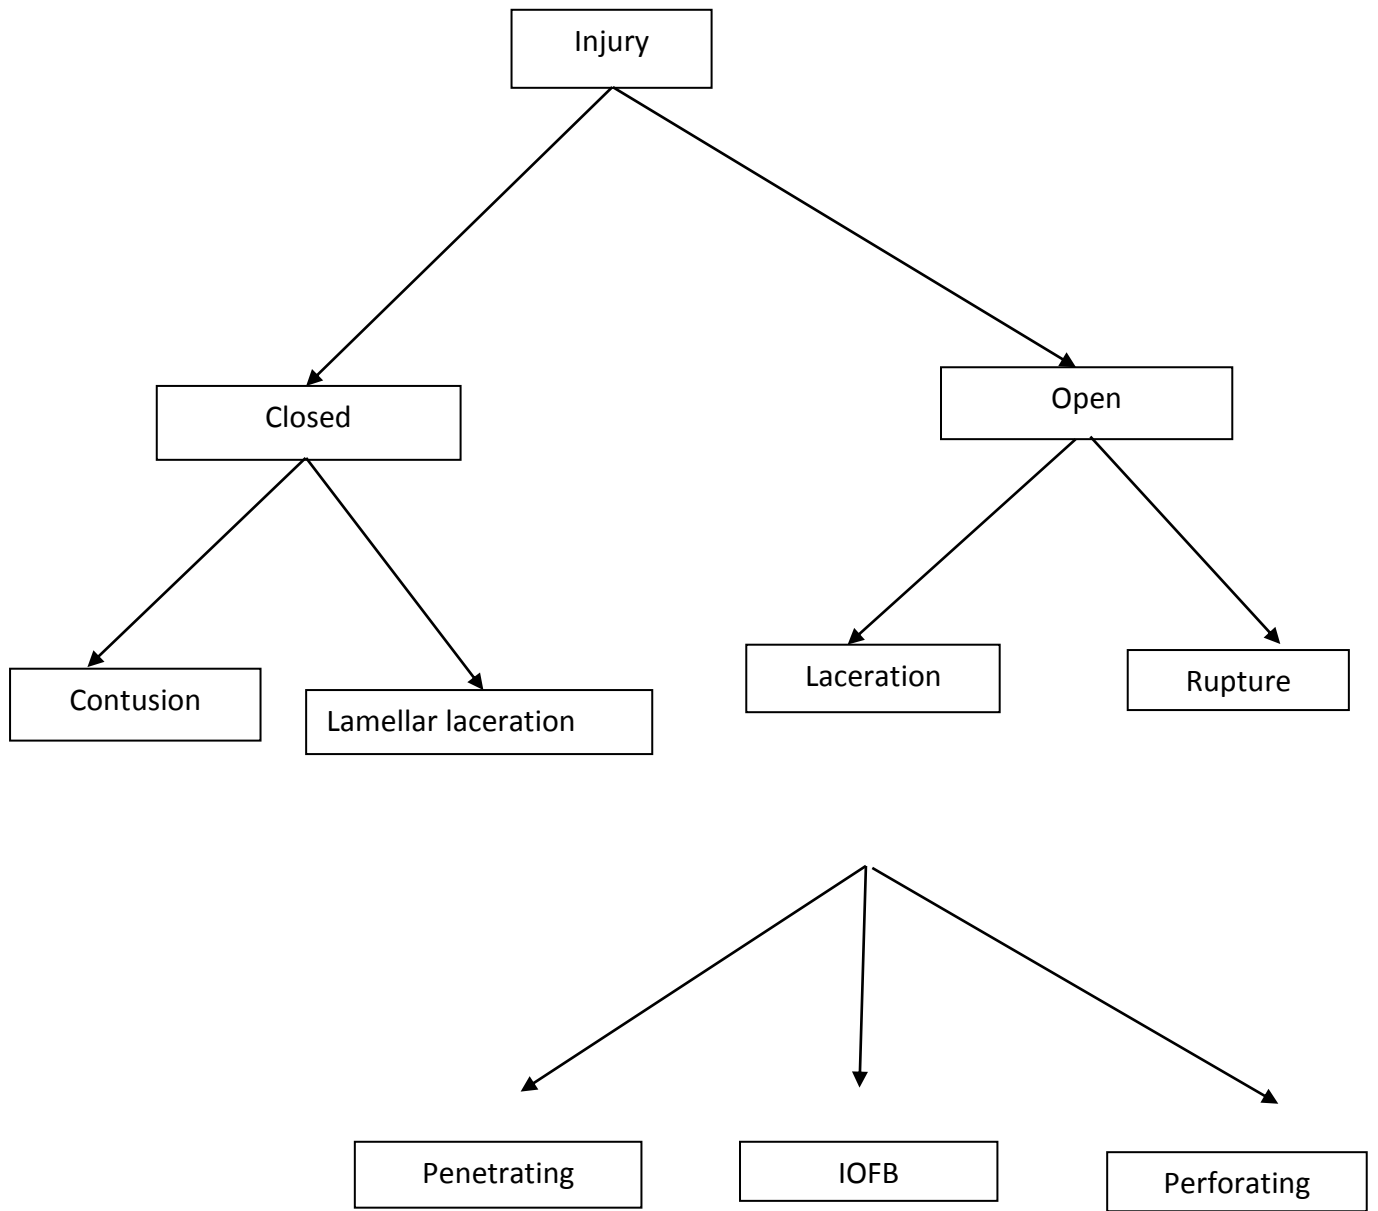 Injury
Closed
Open
Contusion
Lamellar laceration
Laceration
Rupture
Penetrating
IOFB
Perforating